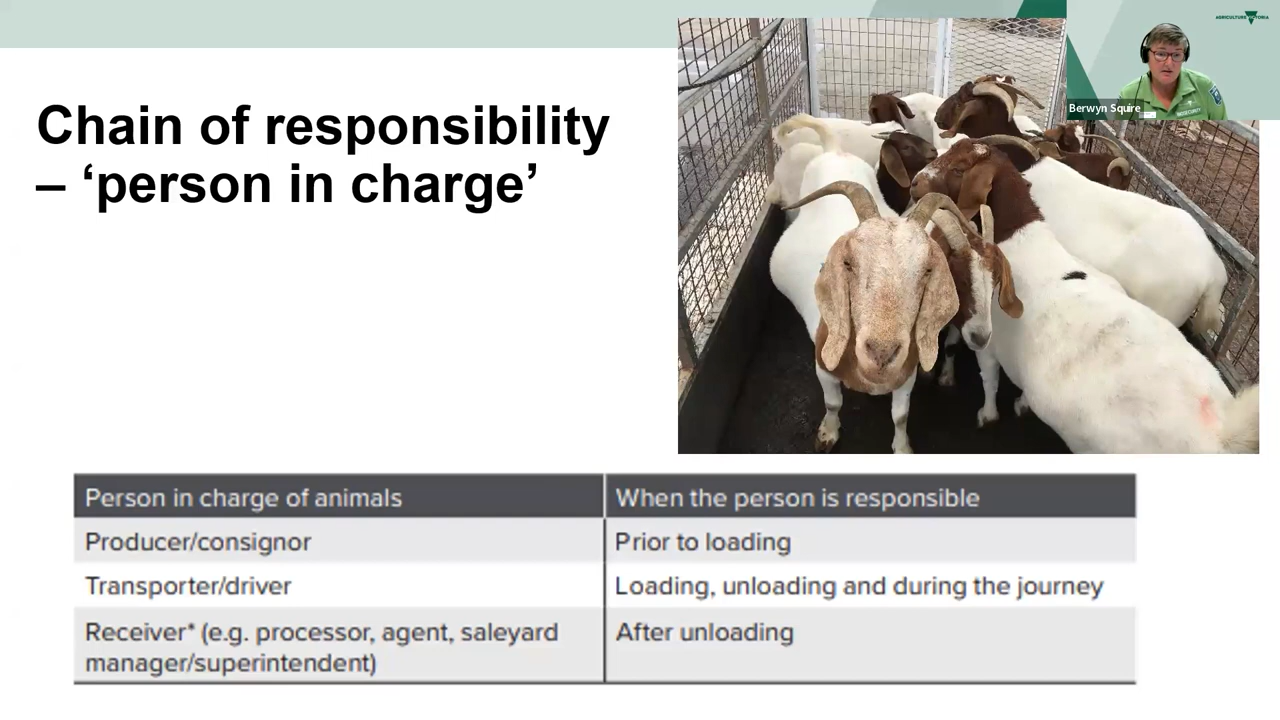 AGRICULTURE VICTORIA
Berwyn Squire
Chain of responsibility
– ‘person in charge’
Person in charge of animals
When the person is responsible
Producer/consignor
Prior to loading
Transporter/driver
Loading, unloading and during the journey
Receiver* (e.g. processor, agent, saleyard
manager/superintendent)
After unloading